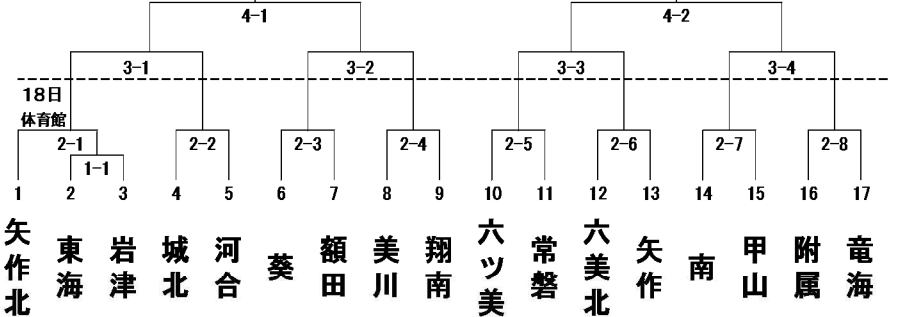 4-1
4-2
3-1
3-2
3-3
3-4
18日
体育館
2-1
2-2
2-3
2-4
2-5
2-6
2-7
2-8
1-1
1
2
3
4
5
6
7
8
9
10
11
12
13
14
15
16
17
矢作北
東海
岩津
城北
河合
葵
額田
美川
翔南
六ツ美
常磐
六美北
矢作
南
甲山
附属
竜海